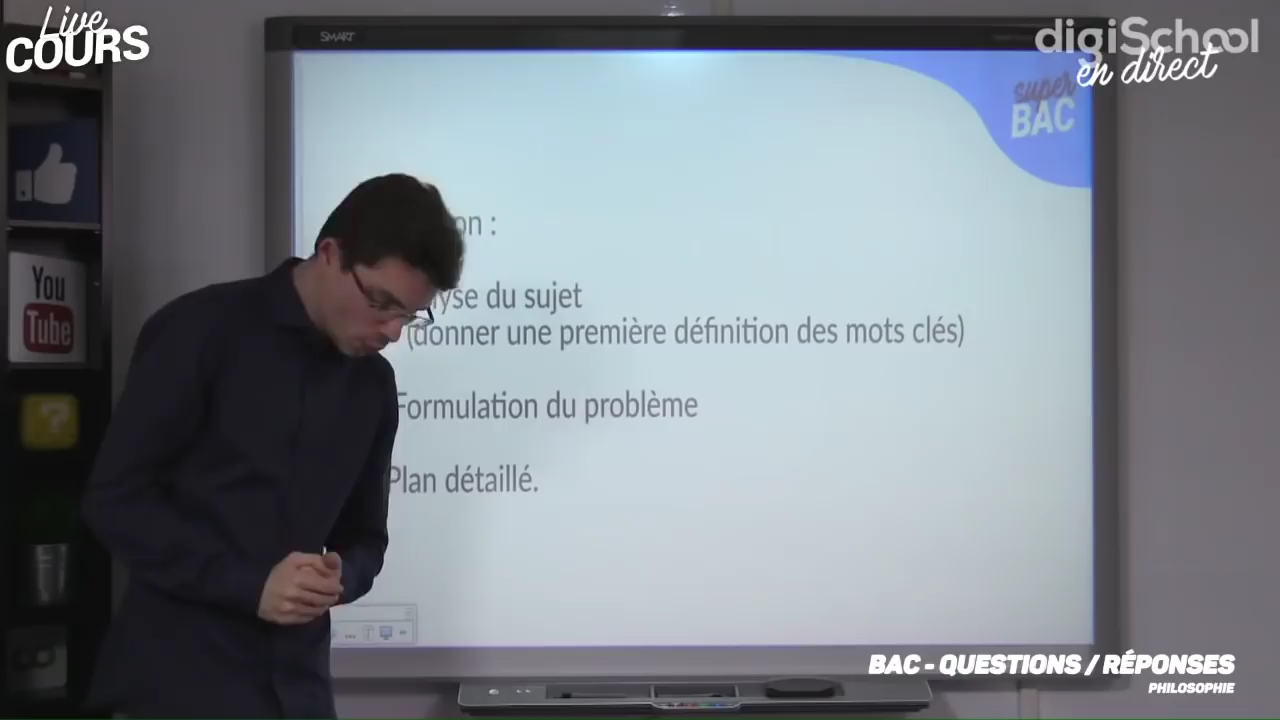 Live
COURS
SMART
digiSchool
en direct
super
BAC
on :
lyse du sujet
(donner une première définition des mots clés)
Formulation du problème
Plan détaillé.
You
Tube
?
BAC - QUESTIONS / RÉPONSES
PHILOSOPHIE